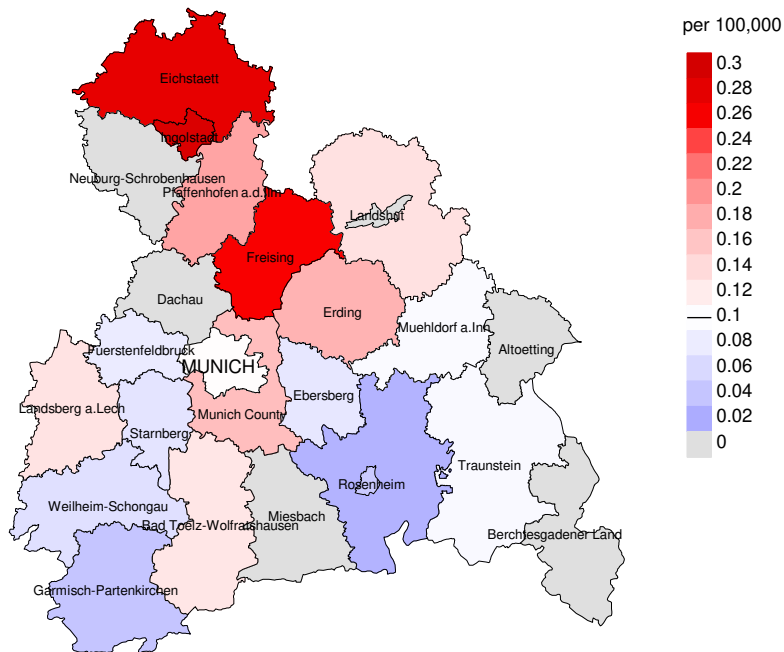 per 100,000
0.3
0.28
0.26
0.24
0.22
0.2
0.18
0.16
0.14
0.12
0.1
0.08
0.06
0.04
0.02
0
Eichstaett
Ingolstadt
Neuburg-Schrobenhausen
Pfaffenhofen a.d.Ilm
Landshut
Freising
Dachau
Erding
Muehldorf a.Inn
Altoetting
Fuerstenfeldbruck
MUNICH
Ebersberg
Landsberg a.Lech
Munich County
Starnberg
Traunstein
Rosenheim
Weilheim-Schongau
Miesbach
Bad Toelz-Wolfratshausen
Berchtesgadener Land
Garmisch-Partenkirchen